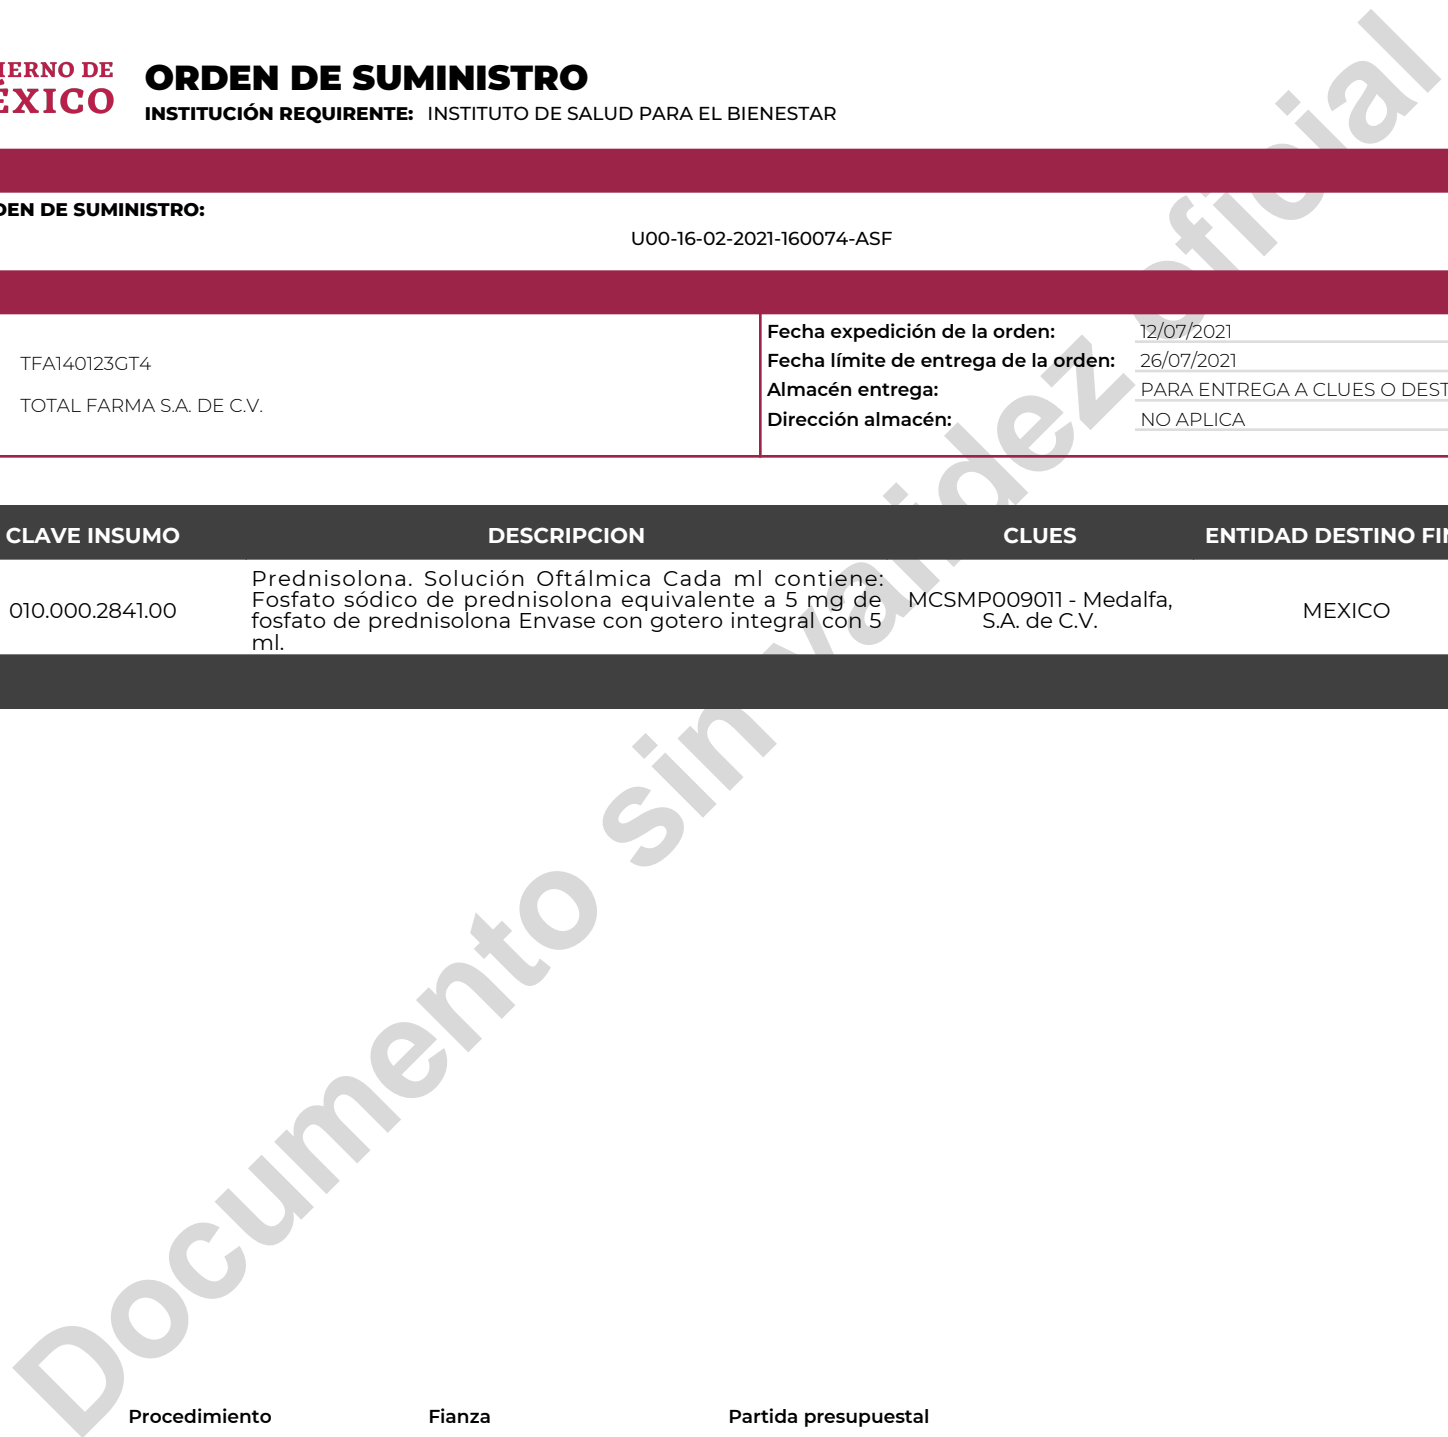 IERNO DE
ÉXICO
ORDEN DE SUMINISTRO
INSTITUCIÓN REQUIRENTE: INSTITUTO DE SALUD PARA EL BIENESTAR
DEN DE SUMINISTRO:
U00-16-02-2021-160074-ASF
TFA140123GT4
TOTAL FARMA S.A. DE C.V.
Fecha expedición de la orden: 12/07/2021
Fecha límite de entrega de la orden: 26/07/2021
Almacén entrega: PARA ENTREGA A CLUES O DEST
Dirección almacén: NO APLICA
CLAVE INSUMO DESCRIPCION CLUES ENTIDAD DESTINO FIN
010.000.2841.00
Prednisolona. Solución Oftálmica Cada ml contiene:
Fosfato sódico de prednisolona equivalente a 5 mg de
fosfato de prednisolona Envase con gotero integral con 5
ml.
MCSMP009011 - Medalfa,
S.A. de C.V.
MEXICO
Documento sin validez oficial
Procedimiento Fianza Partida presupuestal